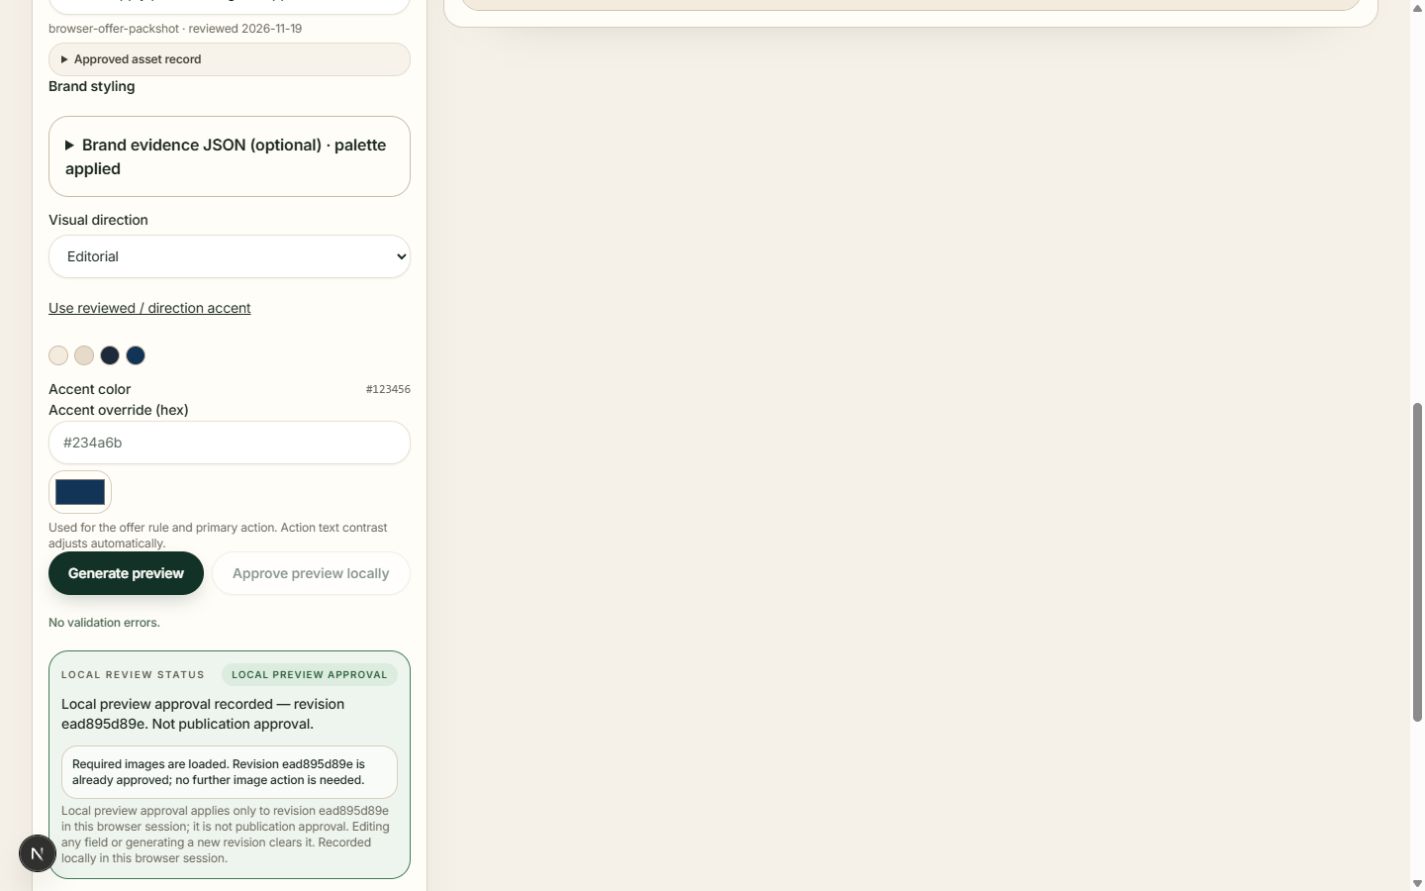 browser-offer-packshot · reviewed 2026-11-19
▶ Approved asset record
Brand styling
▶ Brand evidence JSON (optional) · palette
applied
Visual direction
Editorial
Use reviewed / direction accent
Accent color #123456
Accent override (hex)
#234a6b
Used for the offer rule and primary action. Action text contrast
adjusts automatically.
Generate preview Approve preview locally
No validation errors.
LOCAL REVIEW STATUS LOCAL PREVIEW APPROVAL
Local preview approval recorded — revision
ead895d89e. Not publication approval.
Required images are loaded. Revision ead895d89e is
already approved; no further image action is needed.
Local preview approval applies only to revision ead895d89e
in this browser session; it is not publication approval. Editing
any field or generating a new revision clears it. Recorded
locally in this browser session.
N